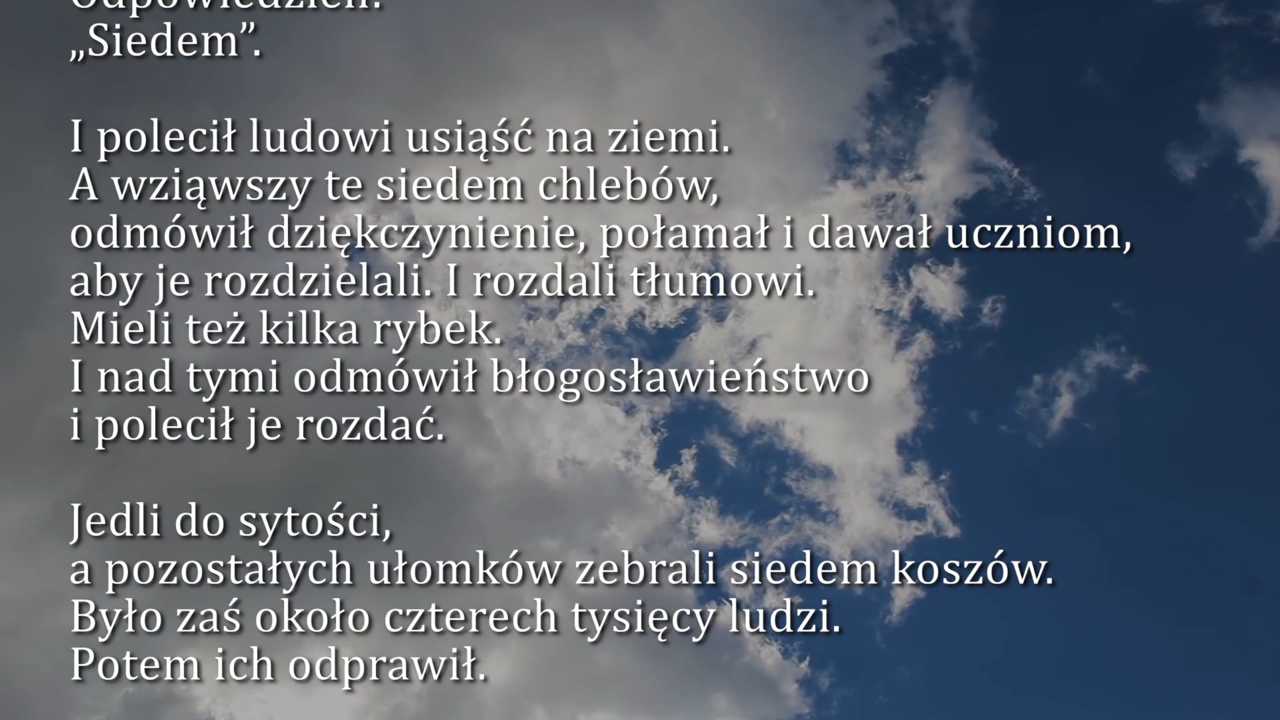 „Siedem”.
I polecił ludowi usiąść na ziemi.
A wziąwszy te siedem chlebów,
odmówił dziękczynienie, połamał i dawał uczniom,
aby je rozdzielali. I rozdali tłumowi.
Mieli też kilka rybek.
I nad tymi odmówił błogosławieństwo
i polecił je rozdać.
Jedli do sytości,
a pozostałych ułomków zebrali siedem koszów.
Było zaś około czterech tysięcy ludzi.
Potem ich odprawił.